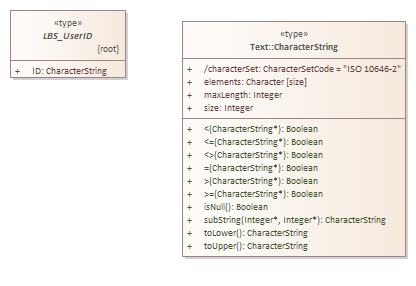 «type»
LBS_UserID
{root}
+ ID: CharacterString
«type»
Text::CharacterString
+ /characterSet: CharacterSetCode = "ISO 10646-2"
+ elements: Character [size]
+ maxLength: Integer
+ size: Integer
+ <(CharacterString*): Boolean
+ <=(CharacterString*): Boolean
+ <>(CharacterString*): Boolean
+ =(CharacterString*): Boolean
+ >(CharacterString*): Boolean
+ >=(CharacterString*): Boolean
+ isNull(): Boolean
+ subString(Integer*, Integer*): CharacterString
+ toLower(): CharacterString
+ toUpper(): CharacterString